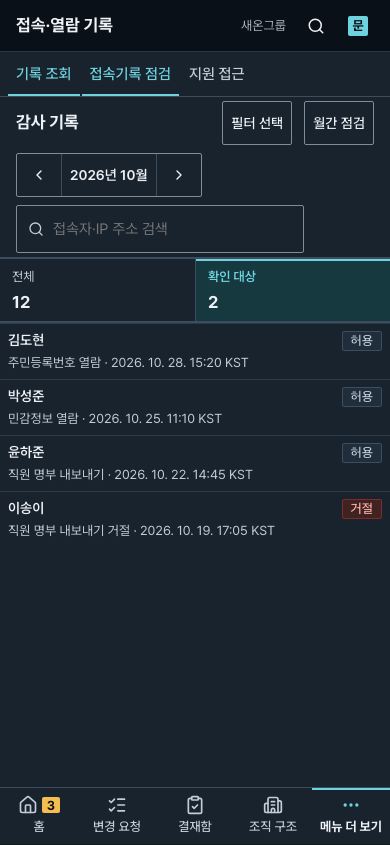 접속·열람 기록
새온그룹
문
기록 조회 접속기록 점검 지원 접근
감사 기록
필터 선택
월간 점검
2026년 10월
접속자·IP 주소 검색
전체
12
확인 대상
2
김도현
허용
주민등록번호 열람 · 2026. 10. 28. 15:20 KST
박성준
허용
민감정보 열람 · 2026. 10. 25. 11:10 KST
윤하준
허용
직원 명부 내보내기 · 2026. 10. 22. 14:45 KST
이송이
거절
직원 명부 내보내기 거절 · 2026. 10. 19. 17:05 KST
3
홈 변경 요청 결재함 조직 구조 메뉴 더 보기